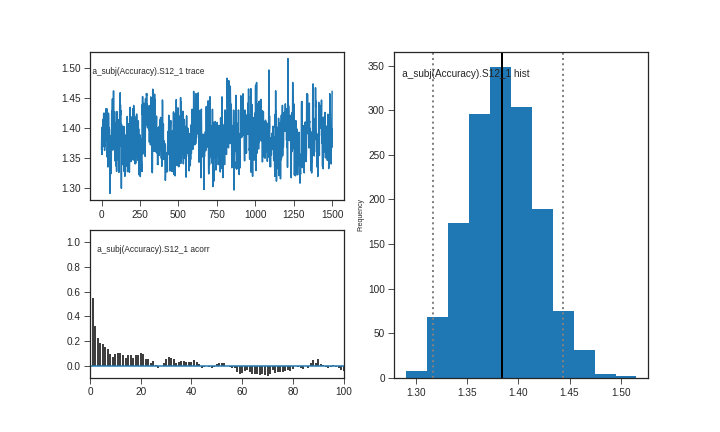 a_subj(Accuracy).S12_1 trace
1.50
1.45
1.40
1.35
1.30
0 250 500 750 1000 1250 1500
a_subj(Accuracy).S12_1 acorr
1.0
0.8
0.6
0.4
0.2
0.0
0 20 40 60 80 100
a_subj(Accuracy).S12_1 hist
Frequency
350
300
250
200
150
100
50
0
1.30 1.35 1.40 1.45 1.50